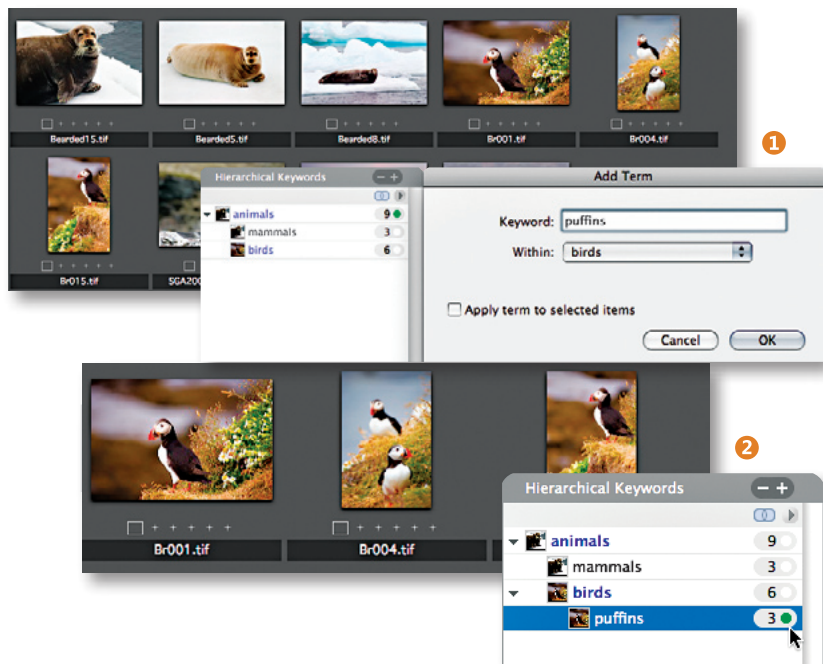 Bearded15.tif Bearded5.tif Bearded8.tif Br001.tif Br004.tif
1
Hierarchical Keywords
animals 9
mammals 3
birds 6
Add Term
Keyword: puffins
Within: birds
Apply term to selected items
Cancel OK
Br015.tif SGA200
Br001.tif Br004.tif
2
Hierarchical Keywords
animals 9
mammals 3
birds 6
puffins 3